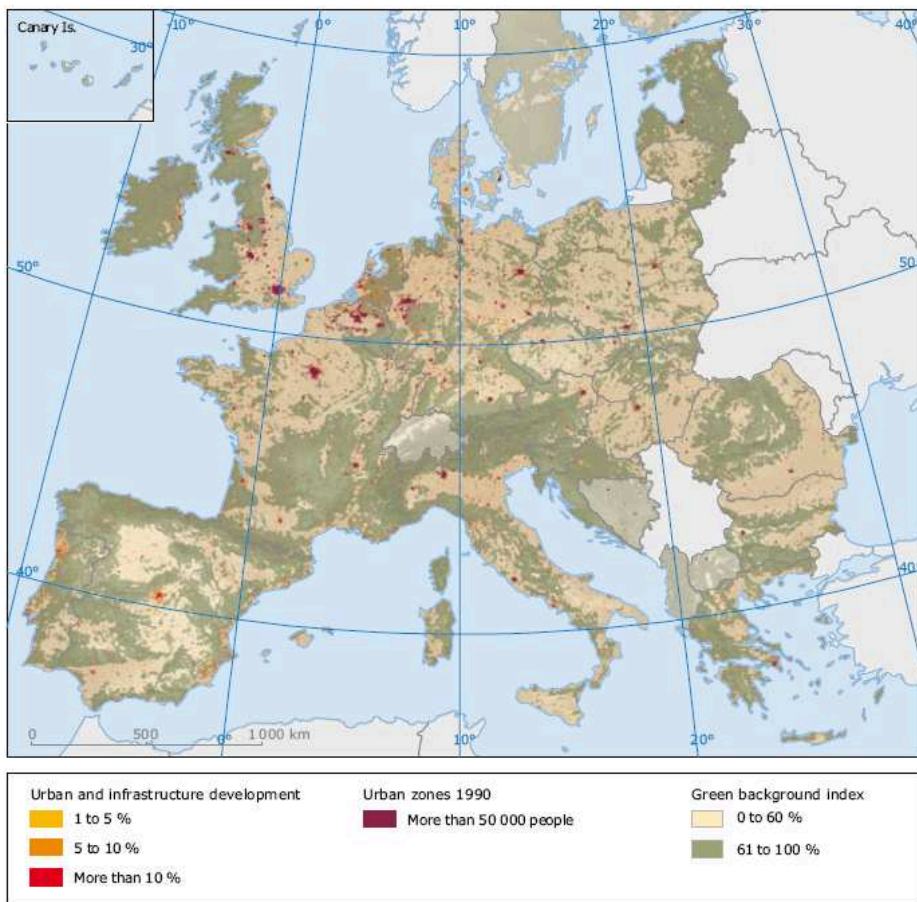 Canary Is.
30°
-10°
0°
10°
20°
30°
40°
50°
50°
40°
40°
0
500
1000 km
0°
10°
20°
Urban and infrastructure development
1 to 5 %
5 to 10 %
More than 10 %
Urban zones 1990
More than 50 000 people
Green background index
0 to 60 %
61 to 100 %